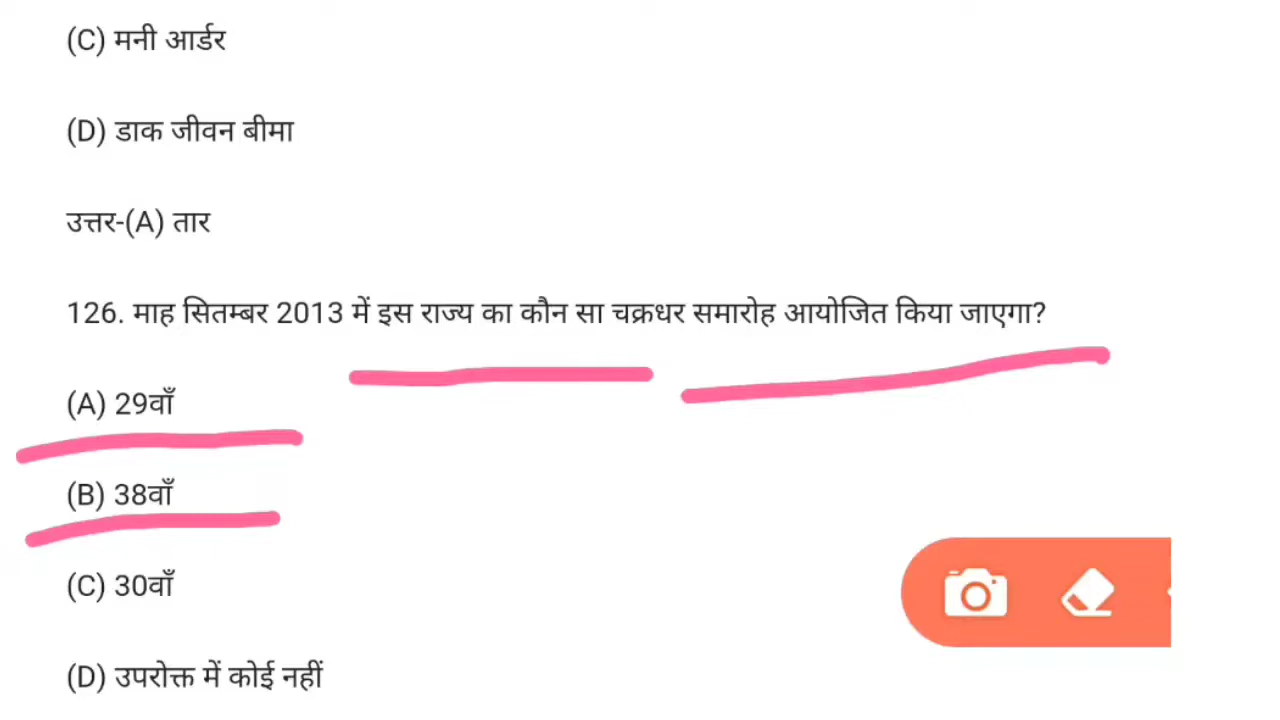 (C) मनी आर्डर
(D) डाक जीवन बीमा
उत्तर-(A) तार
126. माह सितम्बर 2013 में इस राज्य का कौन सा चक्रधर समारोह आयोजित किया जाएगा?
(A) 29वाँ
(B) 38वाँ
(C) 30वाँ
(D) उपरोक्त में कोई नहीं